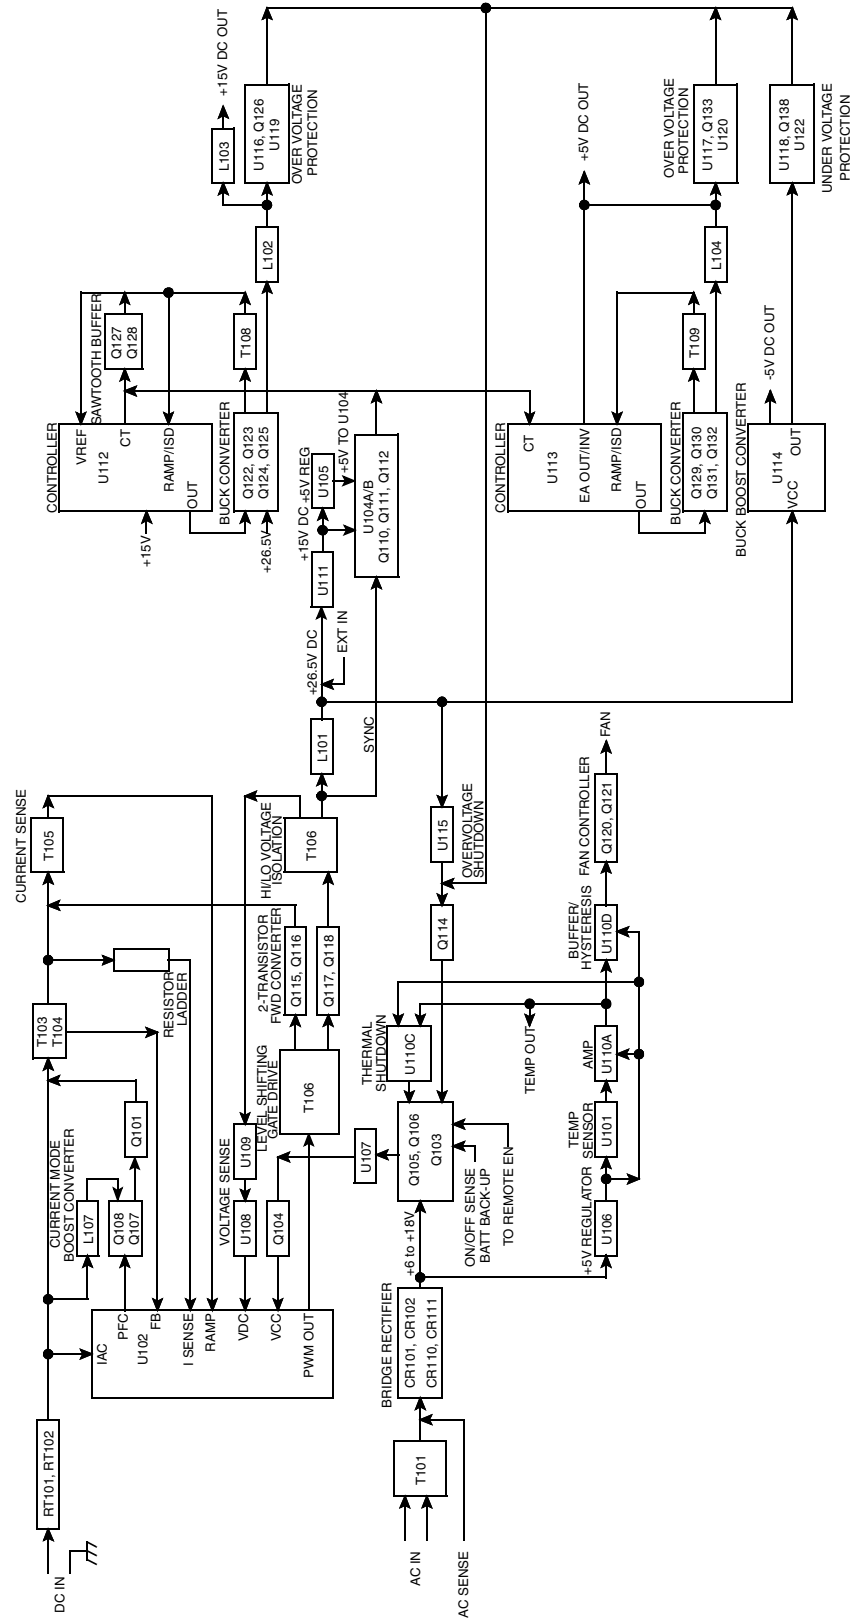 DC IN
RT101, RT102
IAC
PFC
U102
FB
I SENSE
RAMP
VDC
VCC
PWM OUT
CURRENT MODE
BOOST CONVERTER
L107
Q108
Q107
Q101
T103
T104
RESISTOR
LADDER
CURRENT SENSE
T105
VOLTAGE SENSE
U108
U109
Q104
U107
LEVEL SHIFTING
GATE DRIVE
T106
2-TRANSISTOR
FWD CONVERTER
Q115, Q116
Q117, Q118
HI/LO VOLTAGE
ISOLATION
T106
L101
SYNC
+26.5V DC
EXT IN
U111
+15V DC
+5V REG
U105
+5V TO U104
U104A/B
Q110, Q111, Q112
CONTROLLER
VREF
U112
CT
RAMP/ISD
OUT
+15V
SAWTOOTH BUFFER
Q127
Q128
BUCK CONVERTER
Q122, Q123
Q124, Q125
+26.5V
T108
L102
L103
+15V DC OUT
U116, Q126
U119
OVER VOLTAGE
PROTECTION
AC IN
AC SENSE
T101
BRIDGE RECTIFIER
CR101, CR102
CR110, CR111
+6 to +18V
Q105, Q106
Q103
ON/OFF SENSE
BATT BACK-UP
TO REMOTE EN
THERMAL
SHUTDOWN
U110C
Q114
U115
OVERVOLTAGE
SHUTDOWN
+5V REGULATOR
U106
TEMP
SENSOR
U101
AMP
U110A
TEMP OUT
BUFFER/
HYSTERESIS
U110D
FAN CONTROLLER
Q120, Q121
FAN
CONTROLLER
CT
U113
EA OUT/INV
RAMP/ISD
OUT
BUCK CONVERTER
Q129, Q130
Q131, Q132
T109
L104
+5V DC OUT
OVER VOLTAGE
PROTECTION
U117, Q133
U120
BUCK BOOST CONVERTER
U114
VCC
OUT
-5V DC OUT
U118, Q138
U122
UNDER VOLTAGE
PROTECTION